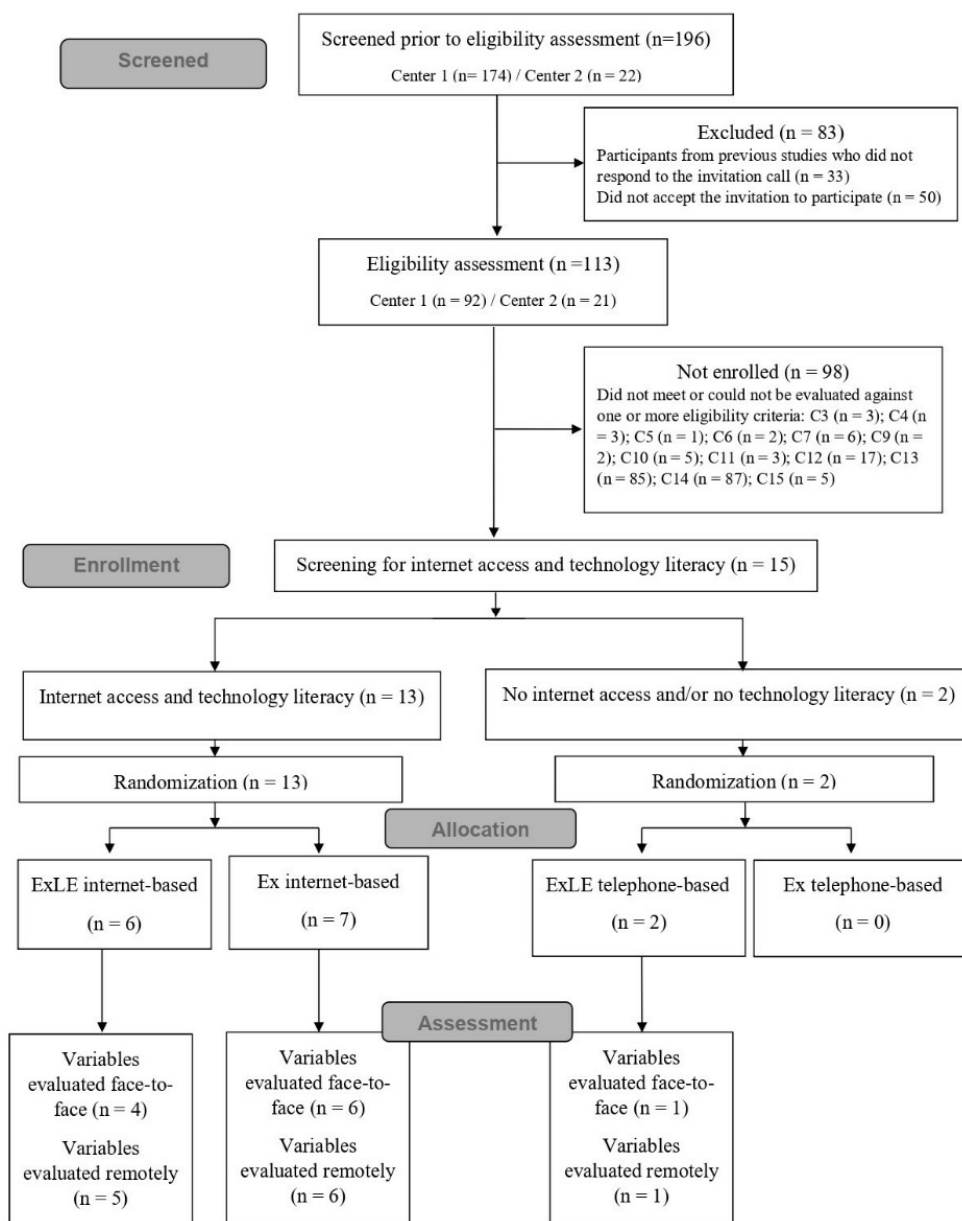 Screened
Screened prior to eligibility assessment (n=196)
Center 1 (n= 174) / Center 2 (n = 22)
Excluded (n = 83)
Participants from previous studies who did not
respond to the invitation call (n = 33)
Did not accept the invitation to participate (n = 50)
Eligibility assessment (n =113)
Center 1 (n = 92) / Center 2 (n = 21)
Not enrolled (n = 98)
Did not meet or could not be evaluated against
one or more eligibility criteria: C3 (n = 3); C4 (n
= 3); C5 (n = 1); C6 (n = 2); C7 (n = 6); C9 (n =
2); C10 (n = 5); C11 (n = 3); C12 (n = 17); C13
(n = 85); C14 (n = 87); C15 (n = 5)
Enrollment
Screening for internet access and technology literacy (n = 15)
Internet access and technology literacy (n = 13)
No internet access and/or no technology literacy (n = 2)
Randomization (n = 13)
Randomization (n = 2)
Allocation
ExLE internet-based
(n = 6)
Ex internet-based
(n = 7)
ExLE telephone-based
(n = 2)
Ex telephone-based
(n = 0)
Assessment
Variables
evaluated face-to-
face (n = 4)
Variables
evaluated remotely
(n = 5)
Variables
evaluated face-to-
face (n = 6)
Variables
evaluated remotely
(n = 6)
Variables
evaluated face-to-
face (n = 1)
Variables
evaluated remotely
(n = 1)